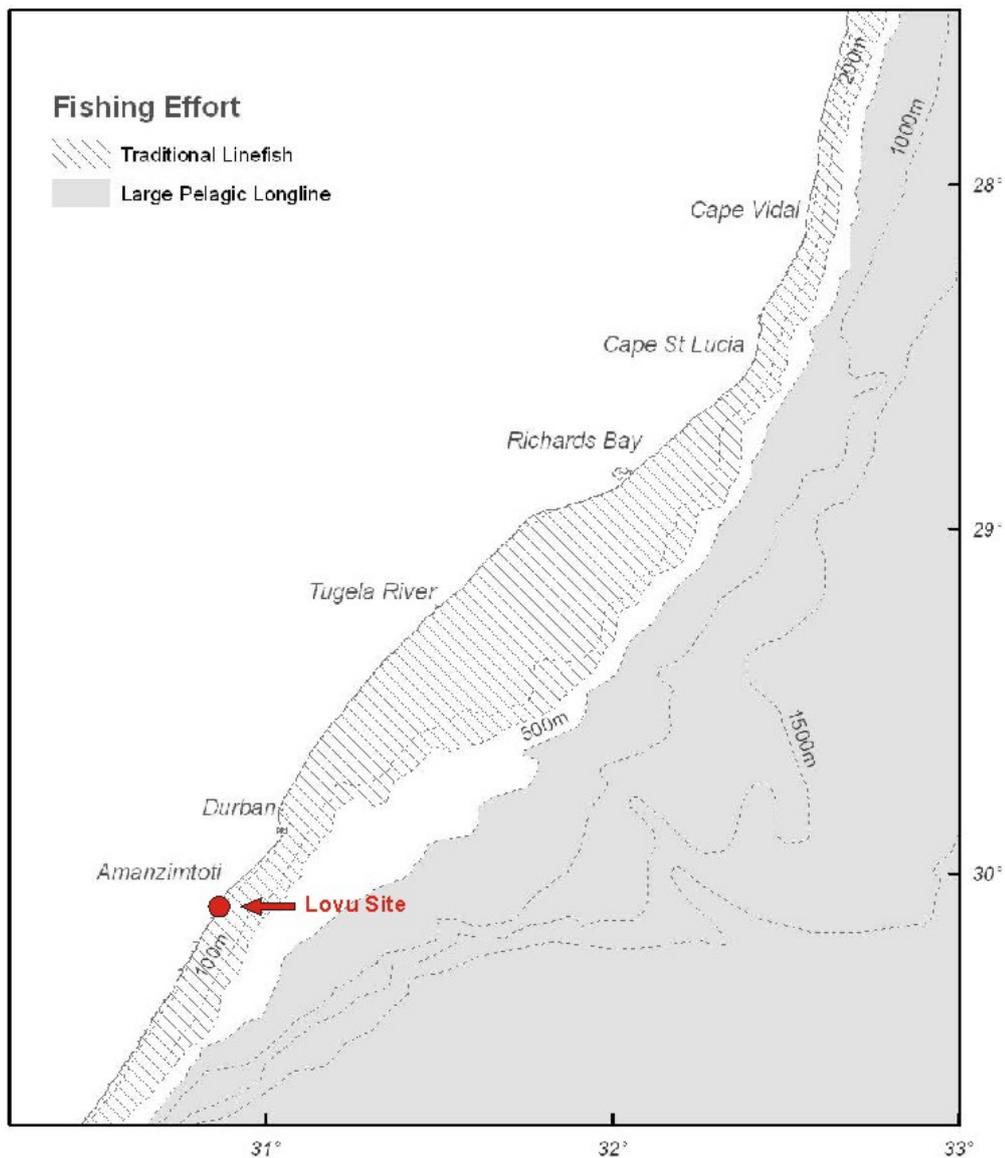 Fishing Effort
Traditional Linefish
Large Pelagic Longline
200m
1000m
28°
Cape Vidal
Cape St Lucia
Richards Bay
29°
Tugela River
500m
1500m
Durban
Amanzimtoti
30°
Lovu Site
100m
31°
32°
33°